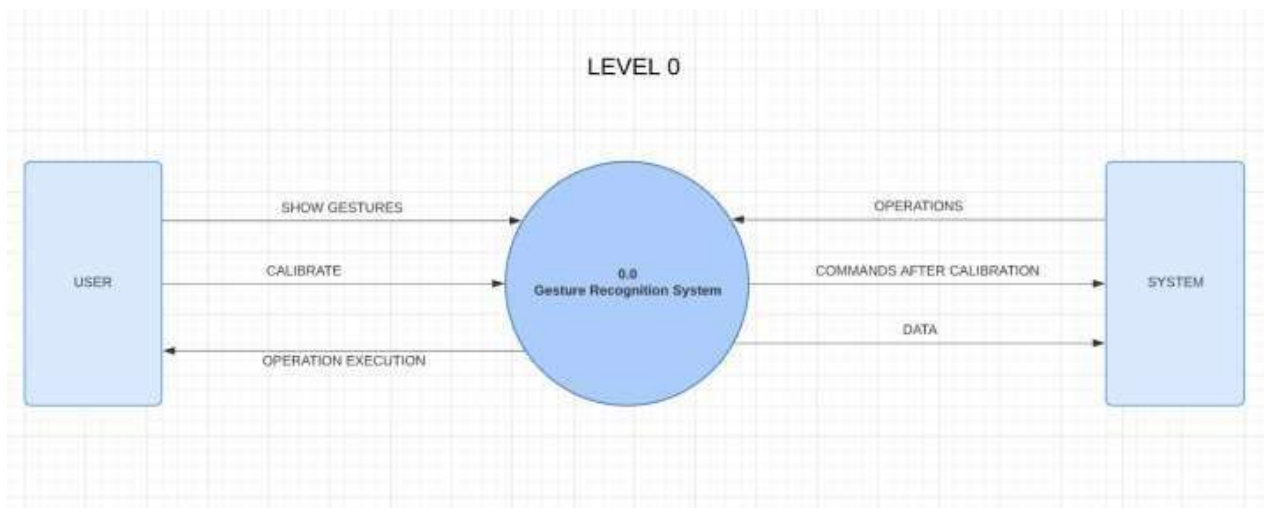 LEVEL 0
SHOW GESTURES
OPERATIONS
USER
CALIBRATE
0.0
Gesture Recognition System
COMMANDS AFTER CALIBRATION
SYSTEM
DATA
OPERATION EXECUTION